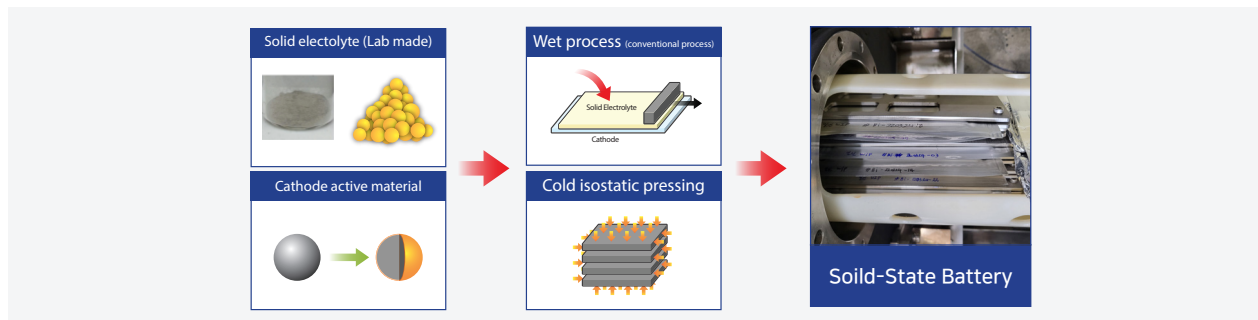 Solid electolyte (Lab made)
Cathode active material
Wet process (conventional process)
Solid Electrolyte
Cathode
Cold isostatic pressing
Soild-State Battery